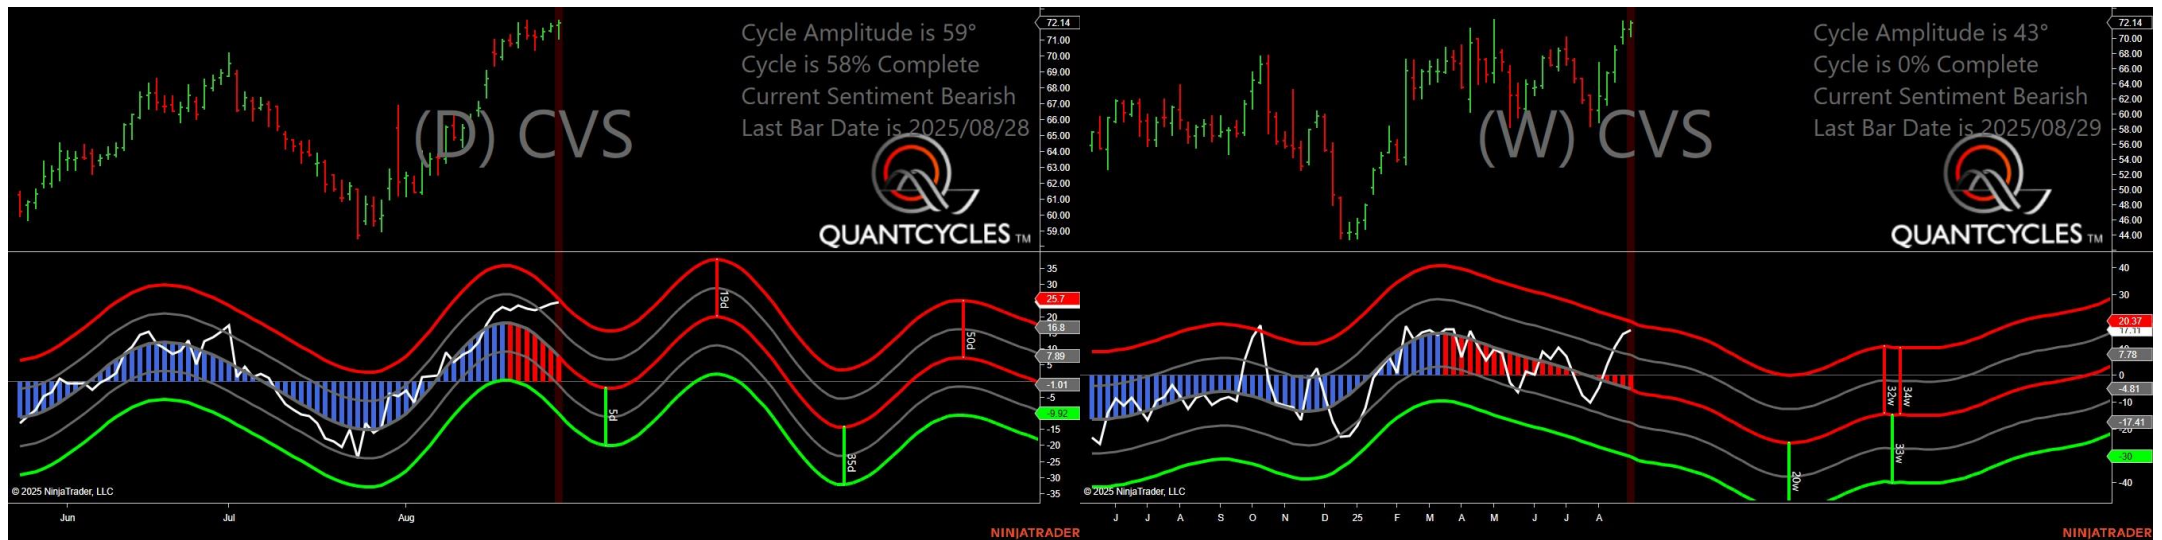 Cycle Amplitude is 59°
Cycle is 58% Complete
Current Sentiment Bearish
Last Bar Date is 2025/08/28
(D) CVS
QUANTCYCLES TM
72.14
71.00
70.00
69.00
68.00
67.00
66.00
65.00
64.00
63.00
62.00
61.00
60.00
59.00
35
30
25.7
20
16.8
10
7.89
-1.01
-5
-9.92
-15
-20
-25
-30
-35
5d
19d
35d
50d
© 2025 NinjaTrader, LLC
Jun Jul Aug
NINJATRADER
Cycle Amplitude is 43°
Cycle is 0% Complete
Current Sentiment Bearish
Last Bar Date is 2025/08/29
(W) CVS
QUANTCYCLES TM
72.14
70.00
68.00
66.00
64.00
62.00
60.00
58.00
56.00
54.00
52.00
50.00
48.00
46.00
44.00
40
30
20.37
7.78
0
-4.81
-10
-17.41
-30
-40
20w
32w
33w
34w
© 2025 NinjaTrader, LLC
J J A S O N D 25 F M A M J J A
NINJATRADER